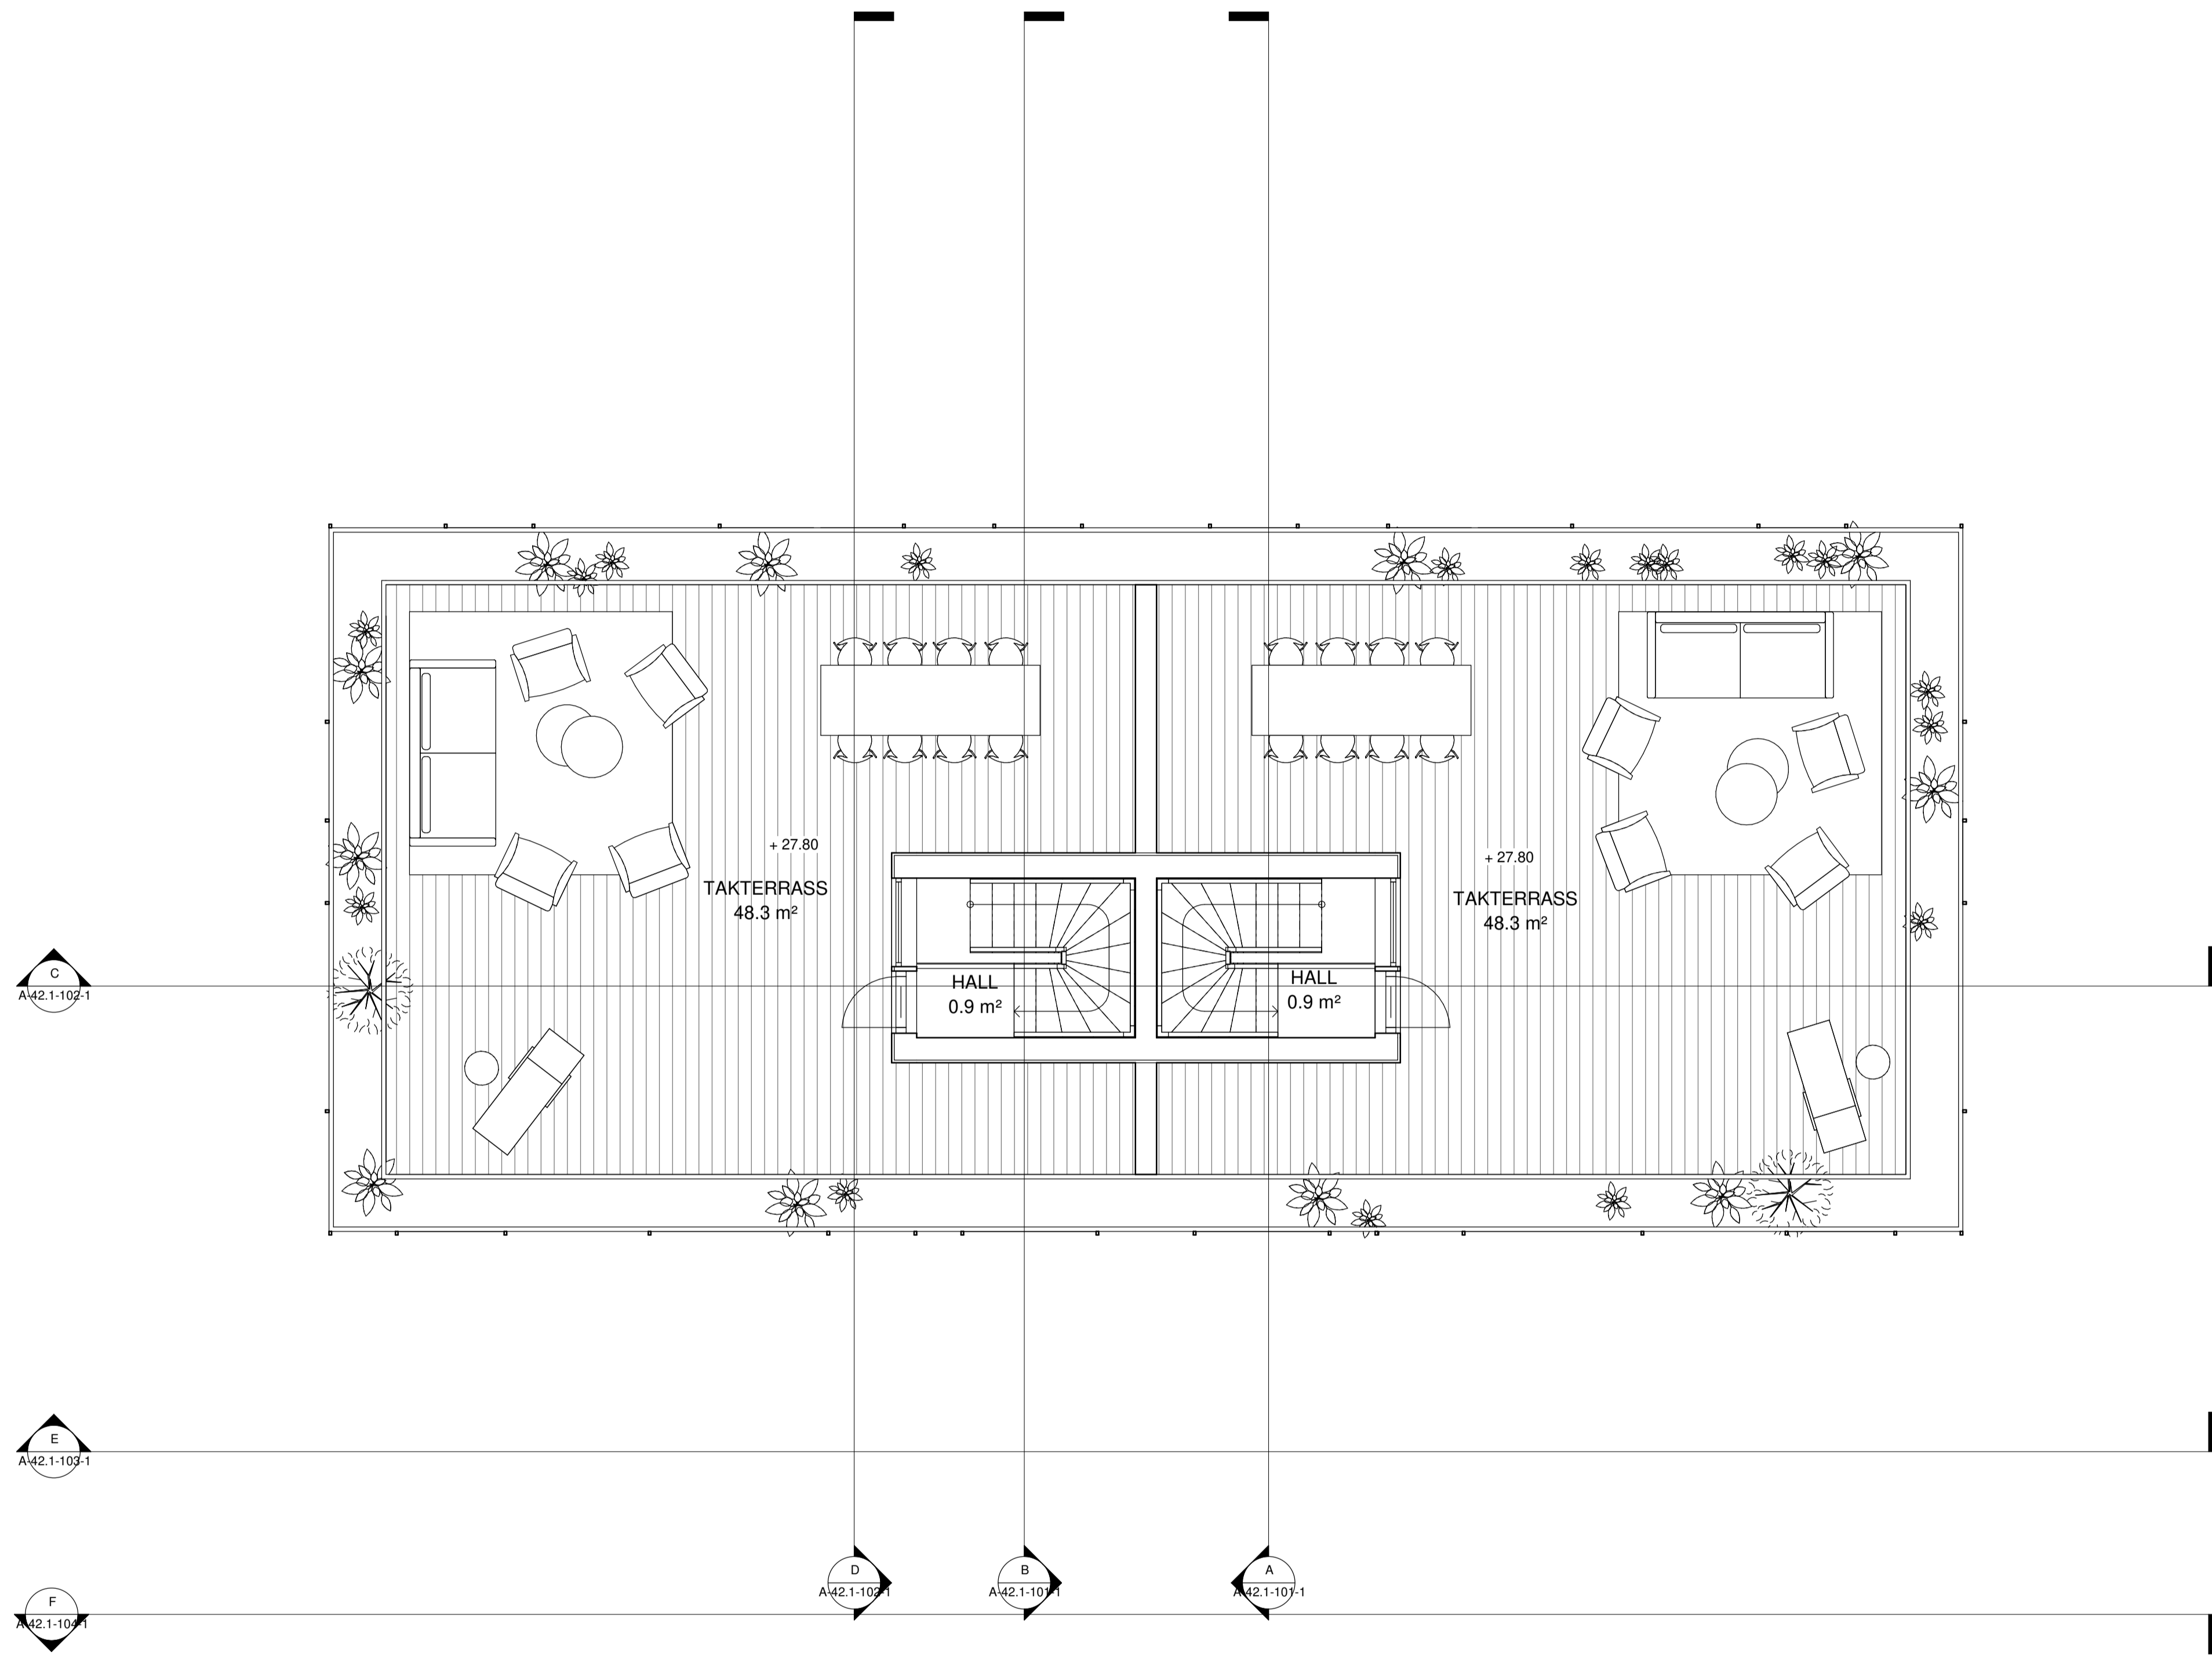 + 27.80
TAKTERRASS
48.3 m²
+ 27.80
TAKTERRASS
48.3 m²
HALL
0.9 m²
HALL
0.9 m²
C
A-42.1-102-1
E
A-42.1-103-1
D
A-42.1-102-1
B
A-42.1-101-1
A
A-42.1-101-1
F
A-42.1-104-1